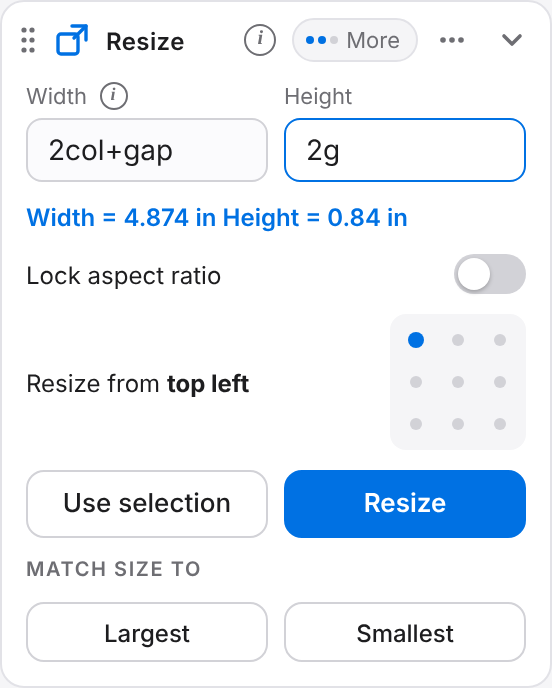 Resize i More
Width i Height
2col+gap 2g
Width = 4.874 in Height = 0.84 in
Lock aspect ratio
Resize from top left
Use selection Resize
MATCH SIZE TO
Largest Smallest